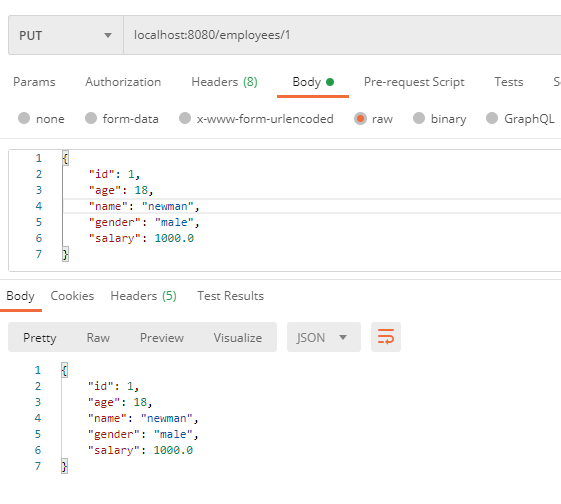 PUT localhost:8080/employees/1
Params Authorization Headers (8) Body Pre-request Script Tests S
none form-data x-www-form-urlencoded raw binary GraphQL
1 {
2 "id": 1,
3 "age": 18,
4 "name": "newman",
5 "gender": "male",
6 "salary": 1000.0
7 }
Body Cookies Headers (5) Test Results
Pretty Raw Preview Visualize JSON
1 {
2 "id": 1,
3 "age": 18,
4 "name": "newman",
5 "gender": "male",
6 "salary": 1000.0
7 }